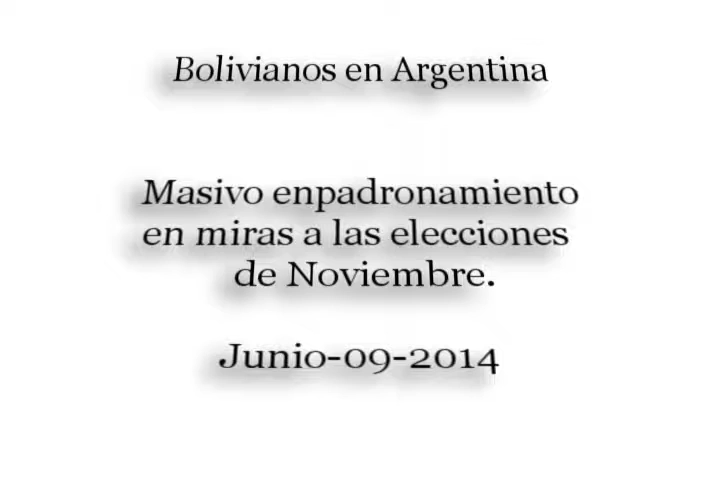 Bolivianos en Argentina
Masivo enpadronamiento
en miras a las elecciones
de Noviembre.
Junio-09-2014